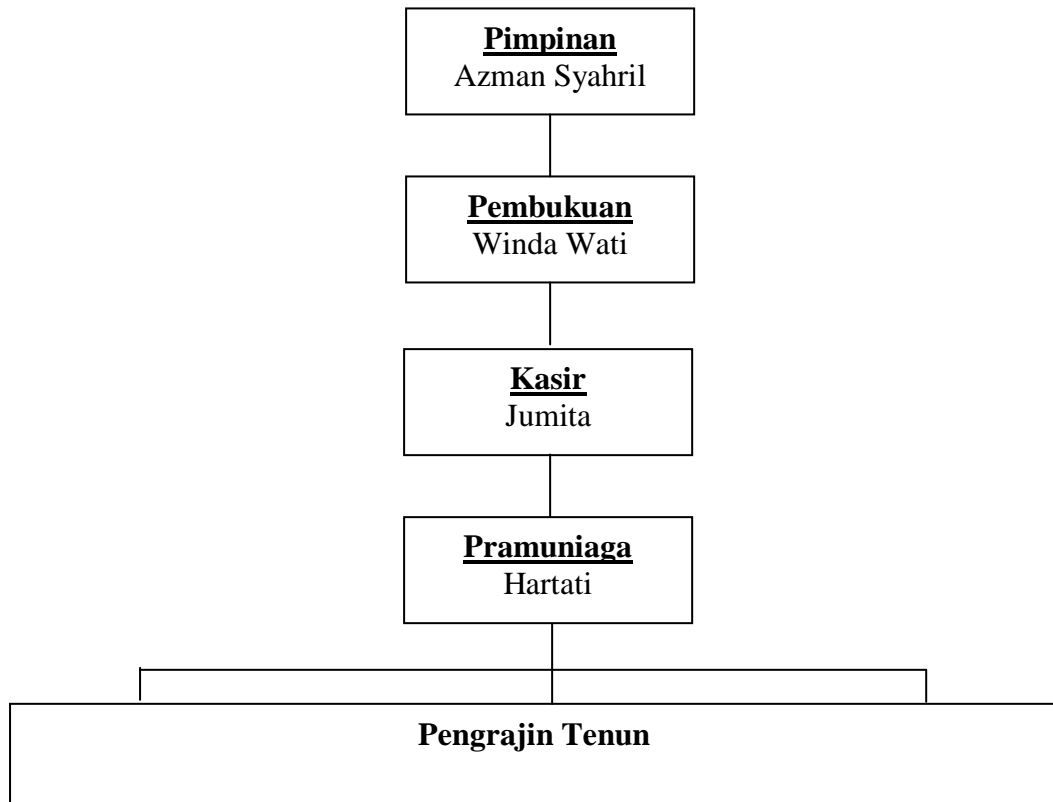 Pimpinan
Azman Syahril
Pembukuan
Winda Wati
Kasir
Jumita
Pramuniaga
Hartati
Pengrajin Tenun